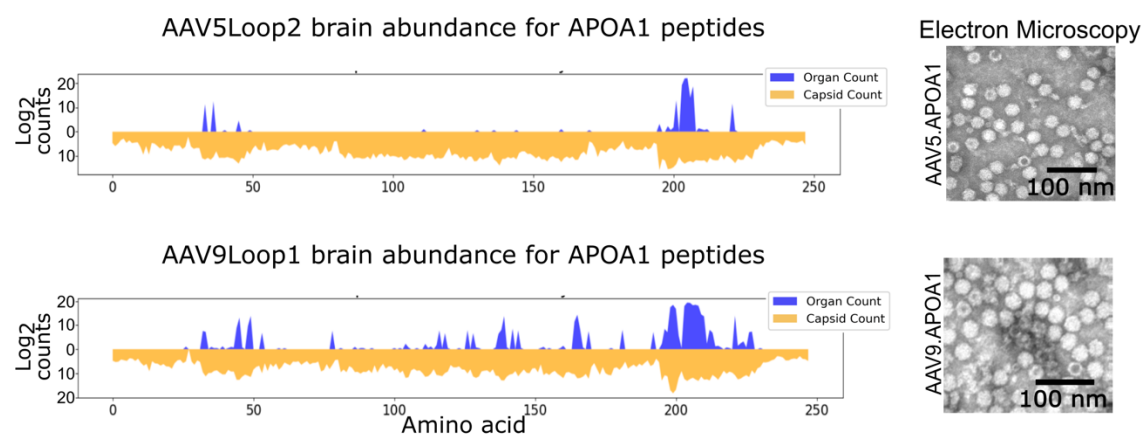 AAV5Loop2 brain abundance for APOA1 peptides
Electron Microscopy
Log2 counts
20
10
0
10
Organ Count
Capsid Count
0 50 100 150 200 250
AAV5.APOA1
100 nm
AAV9Loop1 brain abundance for APOA1 peptides
Log2 counts
20
10
0
10
20
Organ Count
Capsid Count
0 50 100 150 200 250
Amino acid
AAV9.APOA1
100 nm